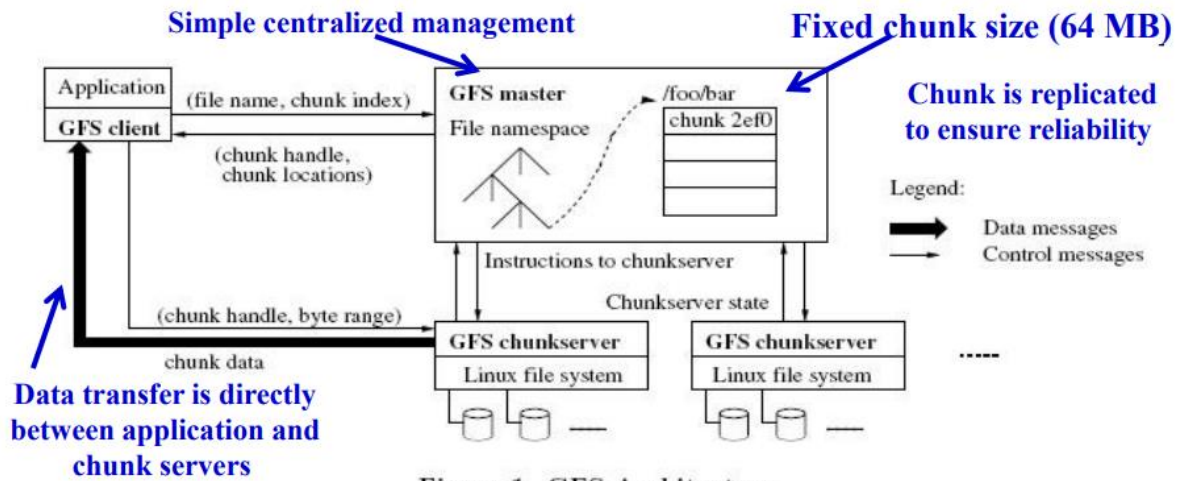 Simple centralized management
Fixed chunk size (64 MB)
Application
GFS client
(file name, chunk index)
(chunk handle,
chunk locations)
GFS master
File namespace
/foo/bar
chunk 2ef0
Chunk is replicated
to ensure reliability
Legend:
Data messages
Control messages
Instructions to chunkserver
Chunkserver state
(chunk handle, byte range)
chunk data
GFS chunkserver
Linux file system
GFS chunkserver
Linux file system
Data transfer is directly
between application and
chunk servers